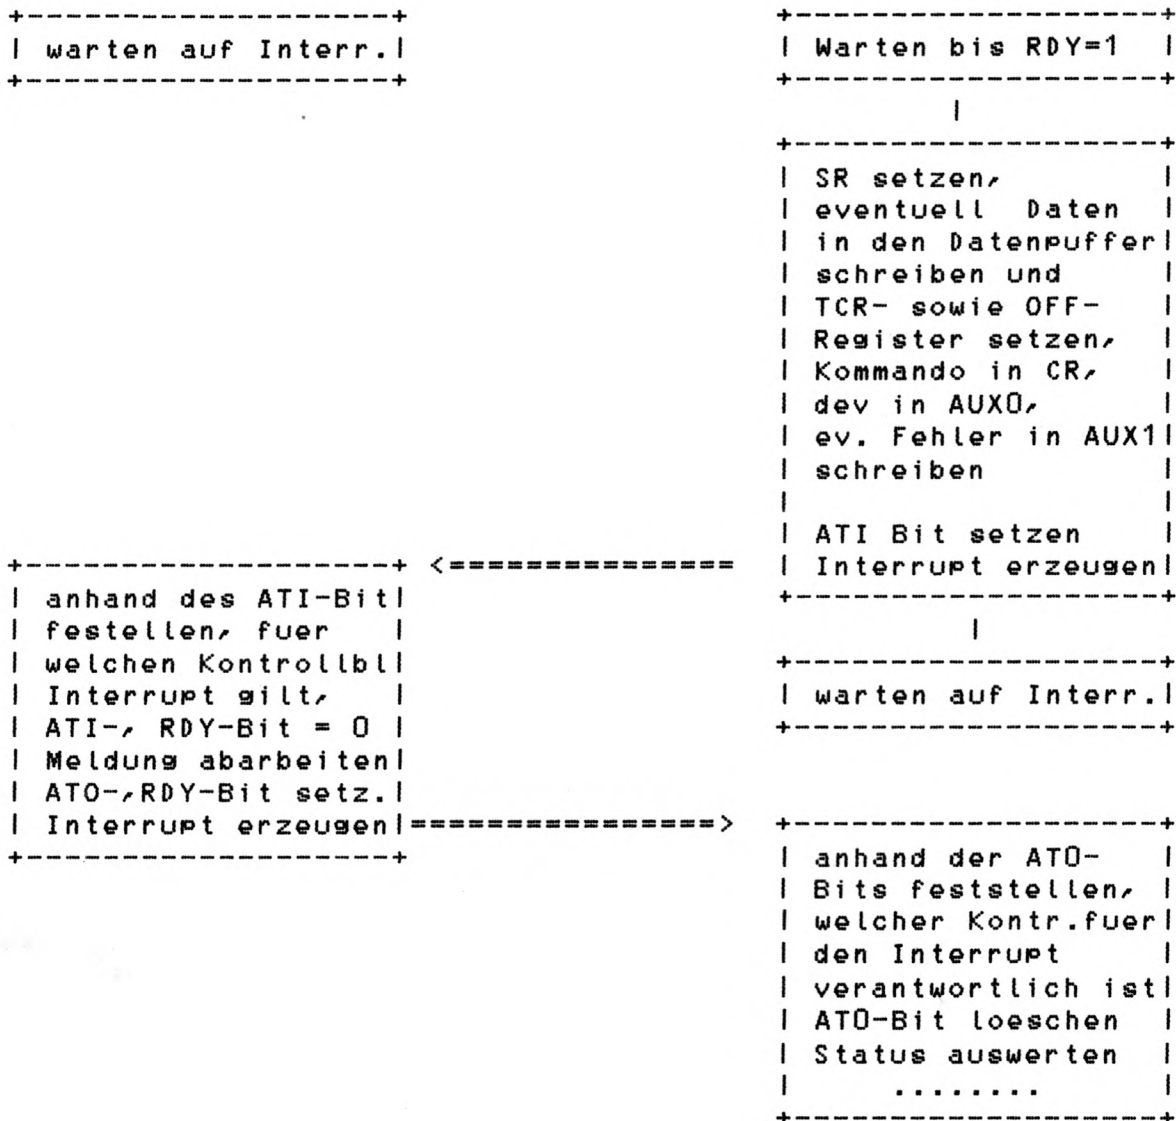 warten auf Interr.
Warten bis RDY=1
SR setzen,
eventuell Daten
in den Datenpuffer
schreiben und
TCR- sowie OFF-
Register setzen,
Kommando in CR,
dev in AUX0,
ev. Fehler in AUX1
schreiben
ATI Bit setzen
Interrupt erzeugen
anhand des ATI-Bit
festellen, fuer
welchen Kontrollbl
Interrupt gilt,
ATI-, RDY-Bit = 0
Meldung abarbeiten
ATO-,RDY-Bit setz.
Interrupt erzeugen
warten auf Interr.
anhand der ATO-
Bits feststellen,
welcher Kontr.fuer
den Interrupt
verantwortlich ist
ATO-Bit loeschen
Status auswerten
........